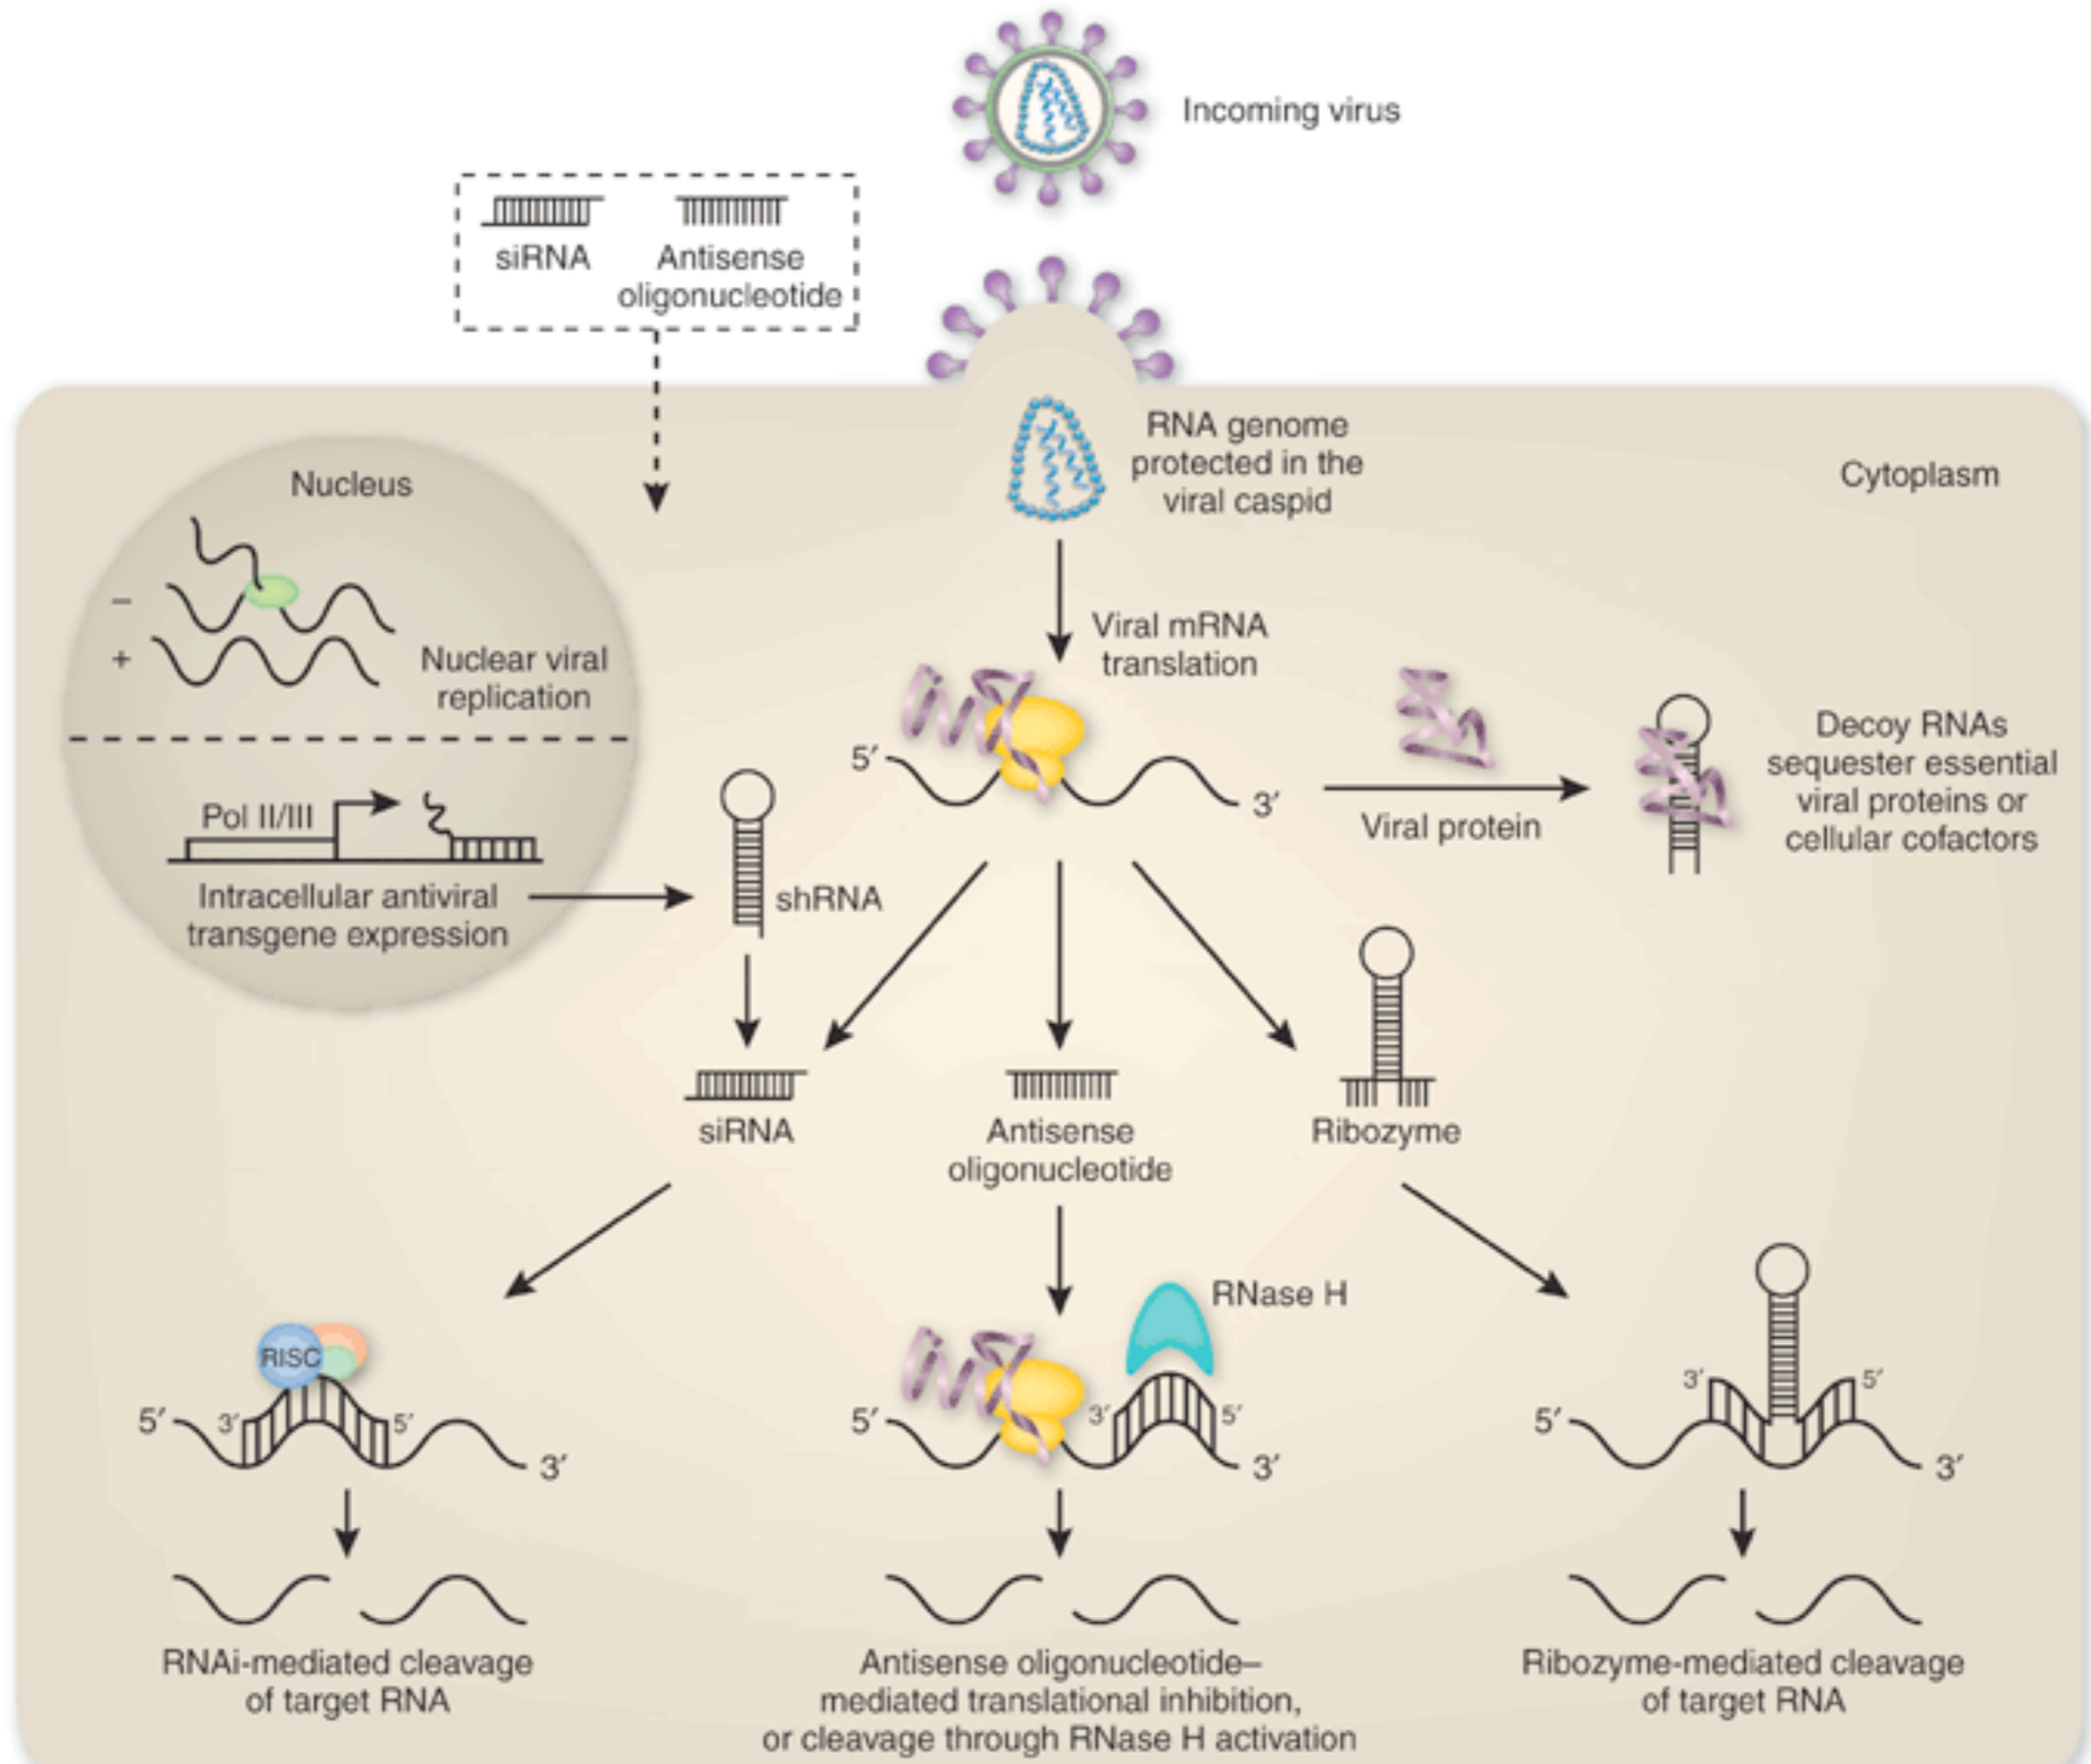 Incoming virus
siRNA
Antisense
oligonucleotide
RNA genome
protected in the
viral caspid
Cytoplasm
Nucleus
−
+
Nuclear viral
replication
Viral mRNA
translation
5′
3′
Viral protein
Decoy RNAs
sequester essential
viral proteins or
cellular cofactors
Pol II/III
Intracellular antiviral
transgene expression
shRNA
siRNA
Antisense
oligonucleotide
Ribozyme
RISC
5′
3′
5′
3′
RNase H
5′
3′
5′
3′
5′
3′
5′
3′
RNAi-mediated cleavage
of target RNA
Antisense oligonucleotide–
mediated translational inhibition,
or cleavage through RNase H activation
Ribozyme-mediated cleavage
of target RNA